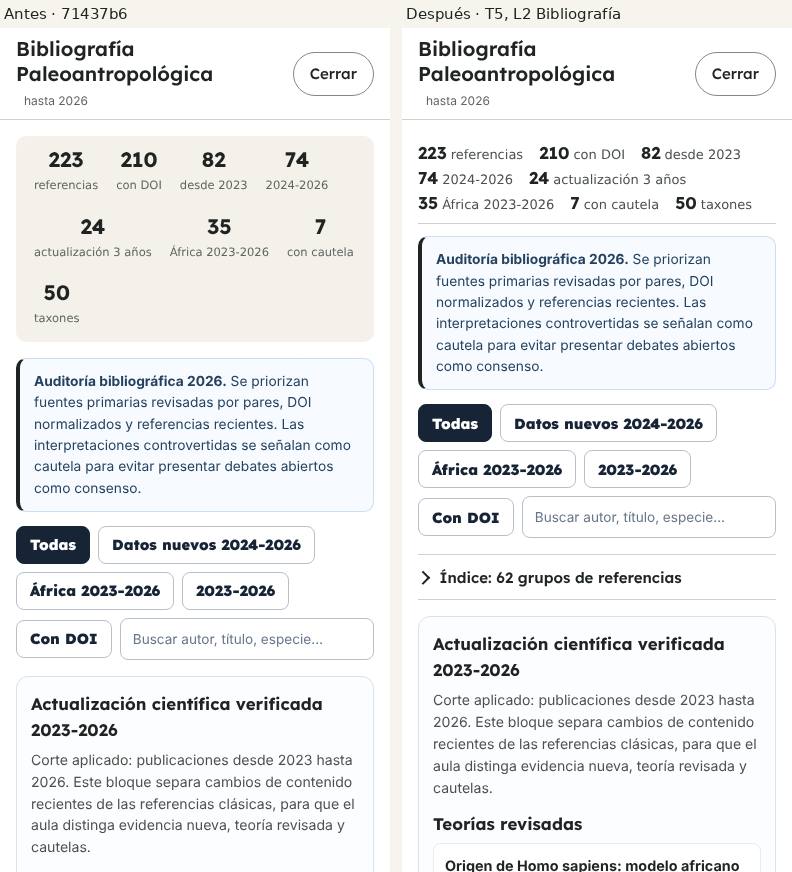 Antes · 71437b6
Bibliografía
Paleoantropológica
hasta 2026
Cerrar
223 210 82 74
referencias con DOI desde 2023 2024-2026
24 35 7
actualización 3 años África 2023-2026 con cautela
50
taxones
Auditoría bibliográfica 2026. Se priorizan
fuentes primarias revisadas por pares, DOI
normalizados y referencias recientes. Las
interpretaciones controvertidas se señalan como
cautela para evitar presentar debates abiertos
como consenso.
Todas Datos nuevos 2024-2026
África 2023-2026 2023-2026
Con DOI Buscar autor, título, especie...
Actualización científica verificada
2023-2026
Corte aplicado: publicaciones desde 2023 hasta
2026. Este bloque separa cambios de contenido
recientes de las referencias clásicas, para que el
aula distinga evidencia nueva, teoría revisada y
cautelas.
Después · T5, L2 Bibliografía
Bibliografía
Paleoantropológica
hasta 2026
Cerrar
223 referencias 210 con DOI 82 desde 2023
74 2024-2026 24 actualización 3 años
35 África 2023-2026 7 con cautela 50 taxones
Auditoría bibliográfica 2026. Se priorizan
fuentes primarias revisadas por pares, DOI
normalizados y referencias recientes. Las
interpretaciones controvertidas se señalan como
cautela para evitar presentar debates abiertos
como consenso.
Todas Datos nuevos 2024-2026
África 2023-2026 2023-2026
Con DOI Buscar autor, título, especie...
Índice: 62 grupos de referencias
Actualización científica verificada
2023-2026
Corte aplicado: publicaciones desde 2023 hasta
2026. Este bloque separa cambios de contenido
recientes de las referencias clásicas, para que el
aula distinga evidencia nueva, teoría revisada y
cautelas.
Teorías revisadas
Origen de Homo sapiens: modelo africano